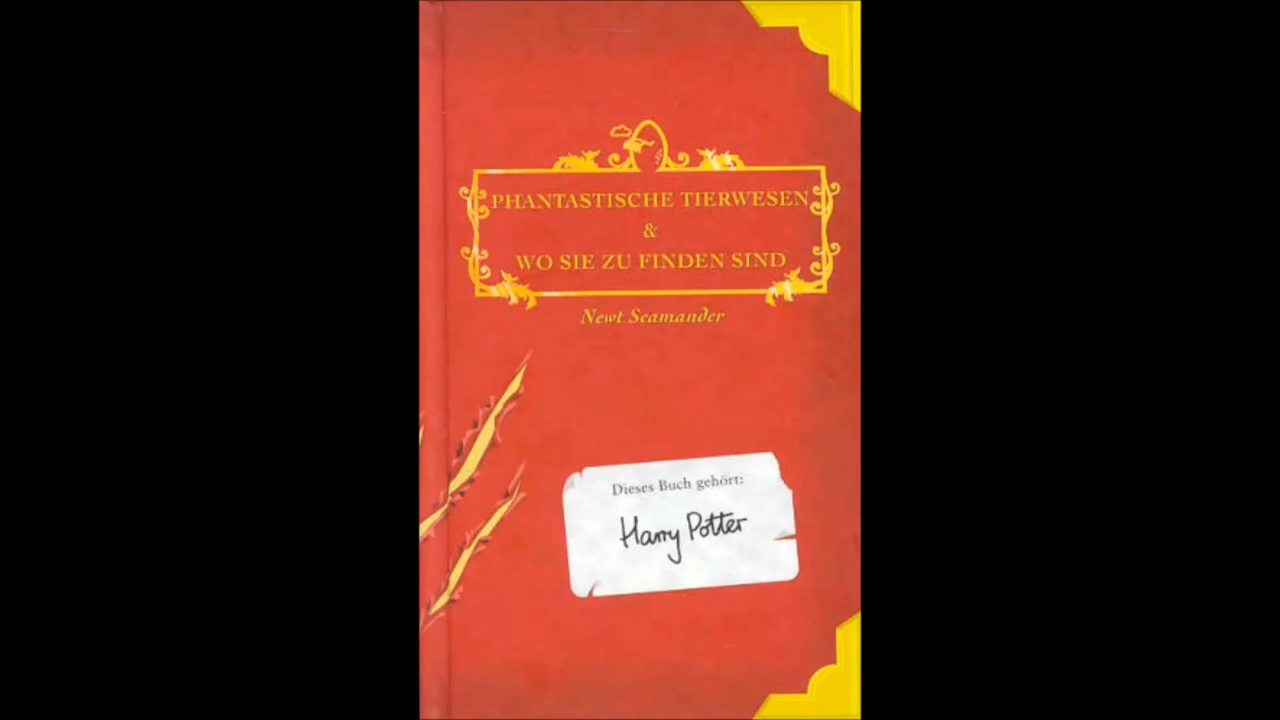 PHANTASTISCHE TIERWESEN
&
WO SIE ZU FINDEN SIND
Newt Scamander
Dieses Buch gehört:
Harry Potter